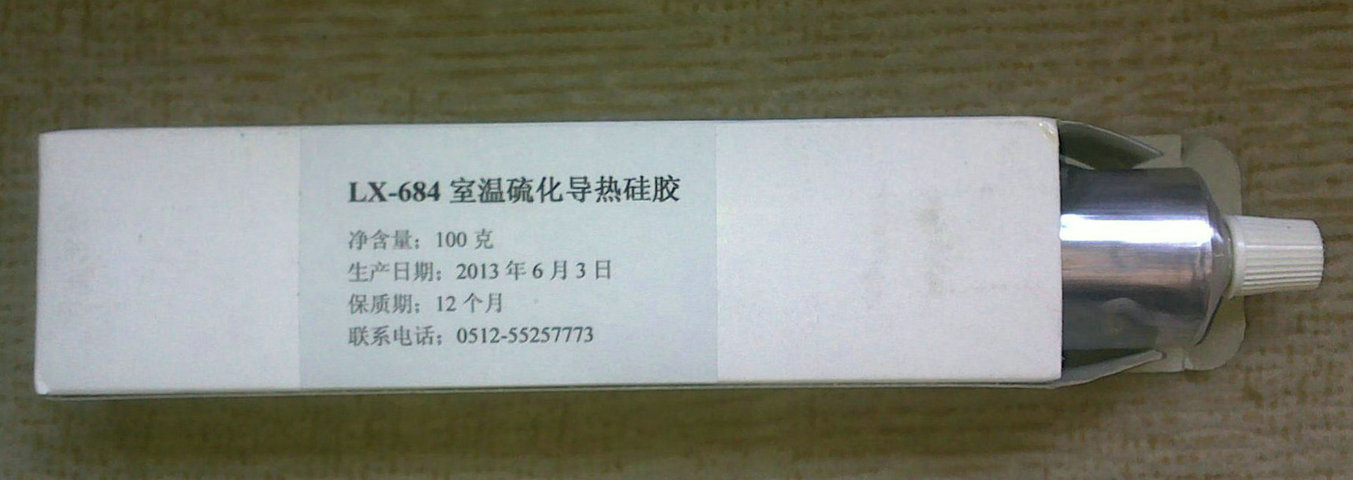 LX-684 室温硫化导热硅胶
净含量：100 克
生产日期：2013 年 6 月 3 日
保质期：12 个月
联系电话：0512-55257773